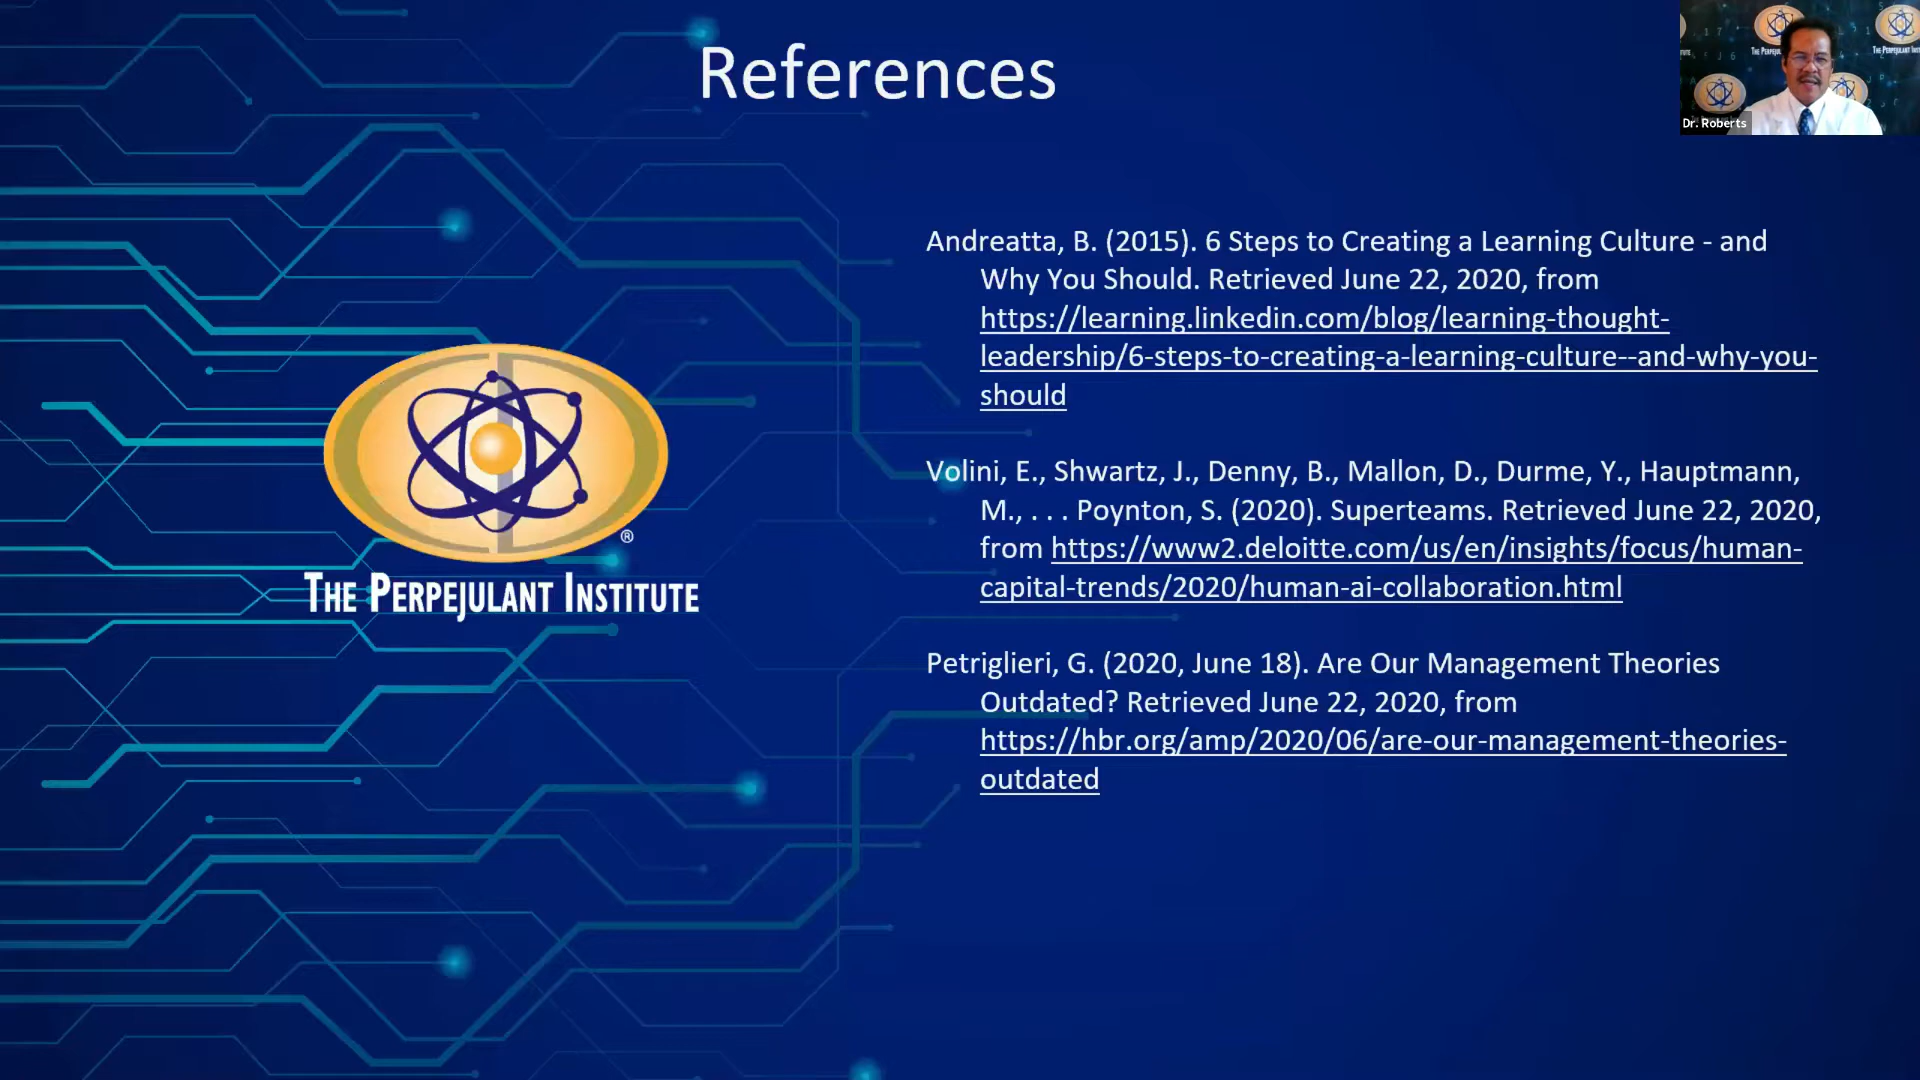 References
Dr. Roberts
Andreatta, B. (2015). 6 Steps to Creating a Learning Culture - and
Why You Should. Retrieved June 22, 2020, from
https://learning.linkedin.com/blog/learning-thought-
leadership/6-steps-to-creating-a-learning-culture--and-why-you-
should
Volini, E., Shwartz, J., Denny, B., Mallon, D., Durme, Y., Hauptmann,
M., . . . Poynton, S. (2020). Superteams. Retrieved June 22, 2020,
from https://www2.deloitte.com/us/en/insights/focus/human-
capital-trends/2020/human-ai-collaboration.html
Petriglieri, G. (2020, June 18). Are Our Management Theories
Outdated? Retrieved June 22, 2020, from
https://hbr.org/amp/2020/06/are-our-management-theories-
outdated
®
THE PERPEJULANT INSTITUTE